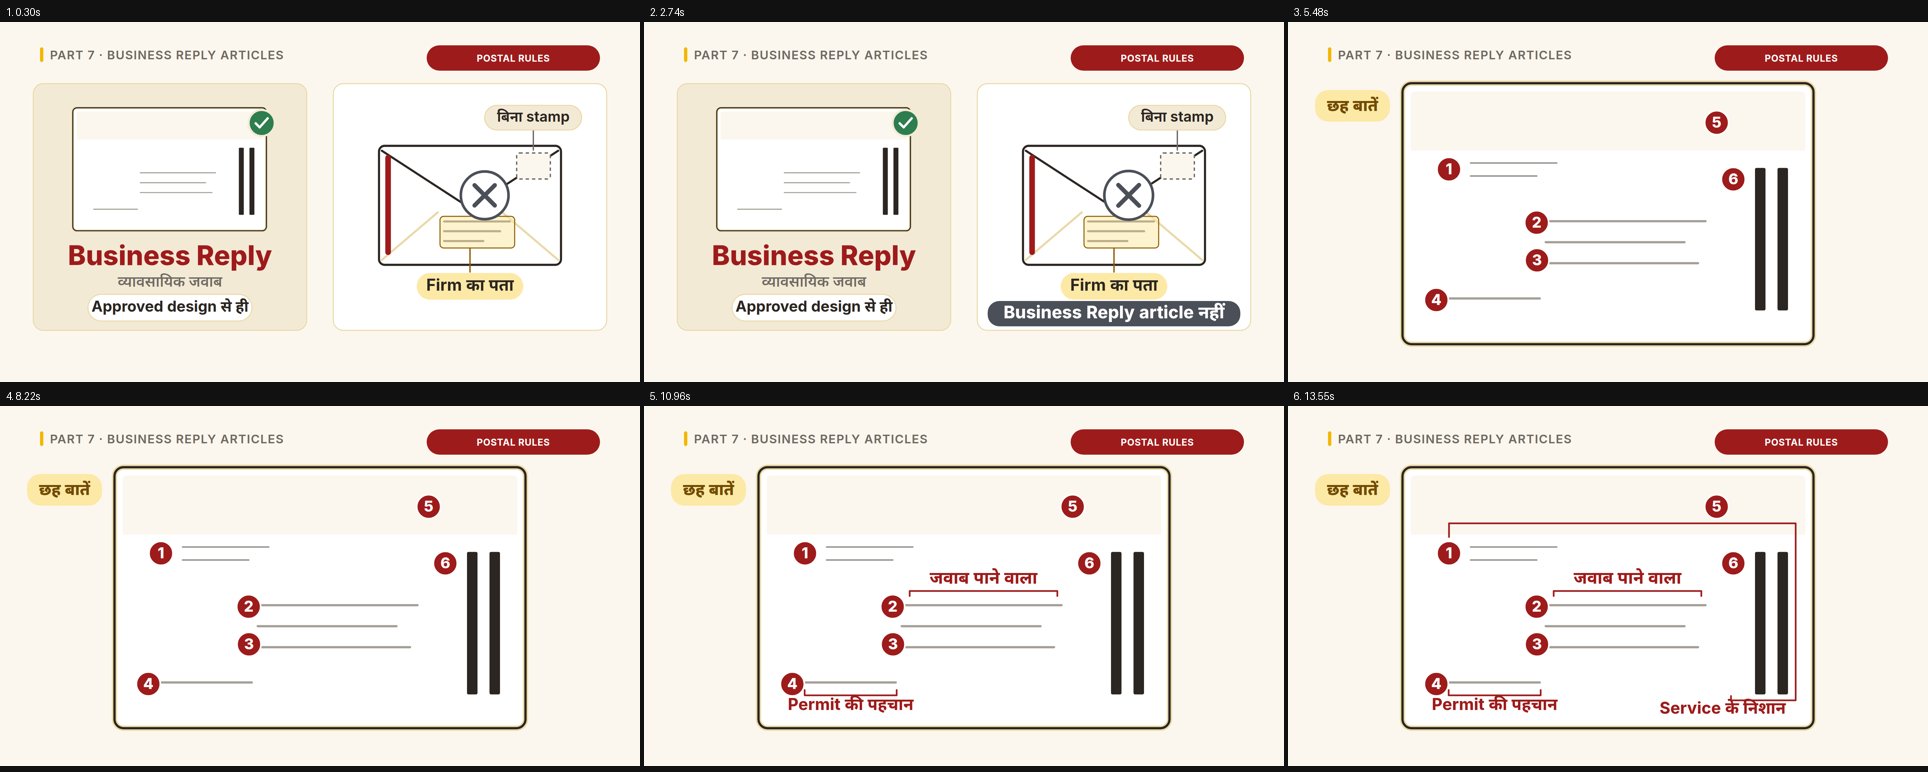 1. 0.30s
PART 7 · BUSINESS REPLY ARTICLES
POSTAL RULES
बिना stamp
Business Reply
व्यावसायिक जवाब
Approved design से ही
Firm का पता
2. 2.74s
PART 7 · BUSINESS REPLY ARTICLES
POSTAL RULES
बिना stamp
Business Reply
व्यावसायिक जवाब
Approved design से ही
Firm का पता
Business Reply article नहीं
3. 5.48s
PART 7 · BUSINESS REPLY ARTICLES
POSTAL RULES
छह बातें
5
1
6
2
3
4
4. 8.22s
PART 7 · BUSINESS REPLY ARTICLES
POSTAL RULES
छह बातें
5
1
6
2
3
4
5. 10.96s
PART 7 · BUSINESS REPLY ARTICLES
POSTAL RULES
छह बातें
5
1
6
जवाब पाने वाला
2
3
4
Permit की पहचान
6. 13.55s
PART 7 · BUSINESS REPLY ARTICLES
POSTAL RULES
छह बातें
5
1
6
जवाब पाने वाला
2
3
4
Permit की पहचान
Service के निशान